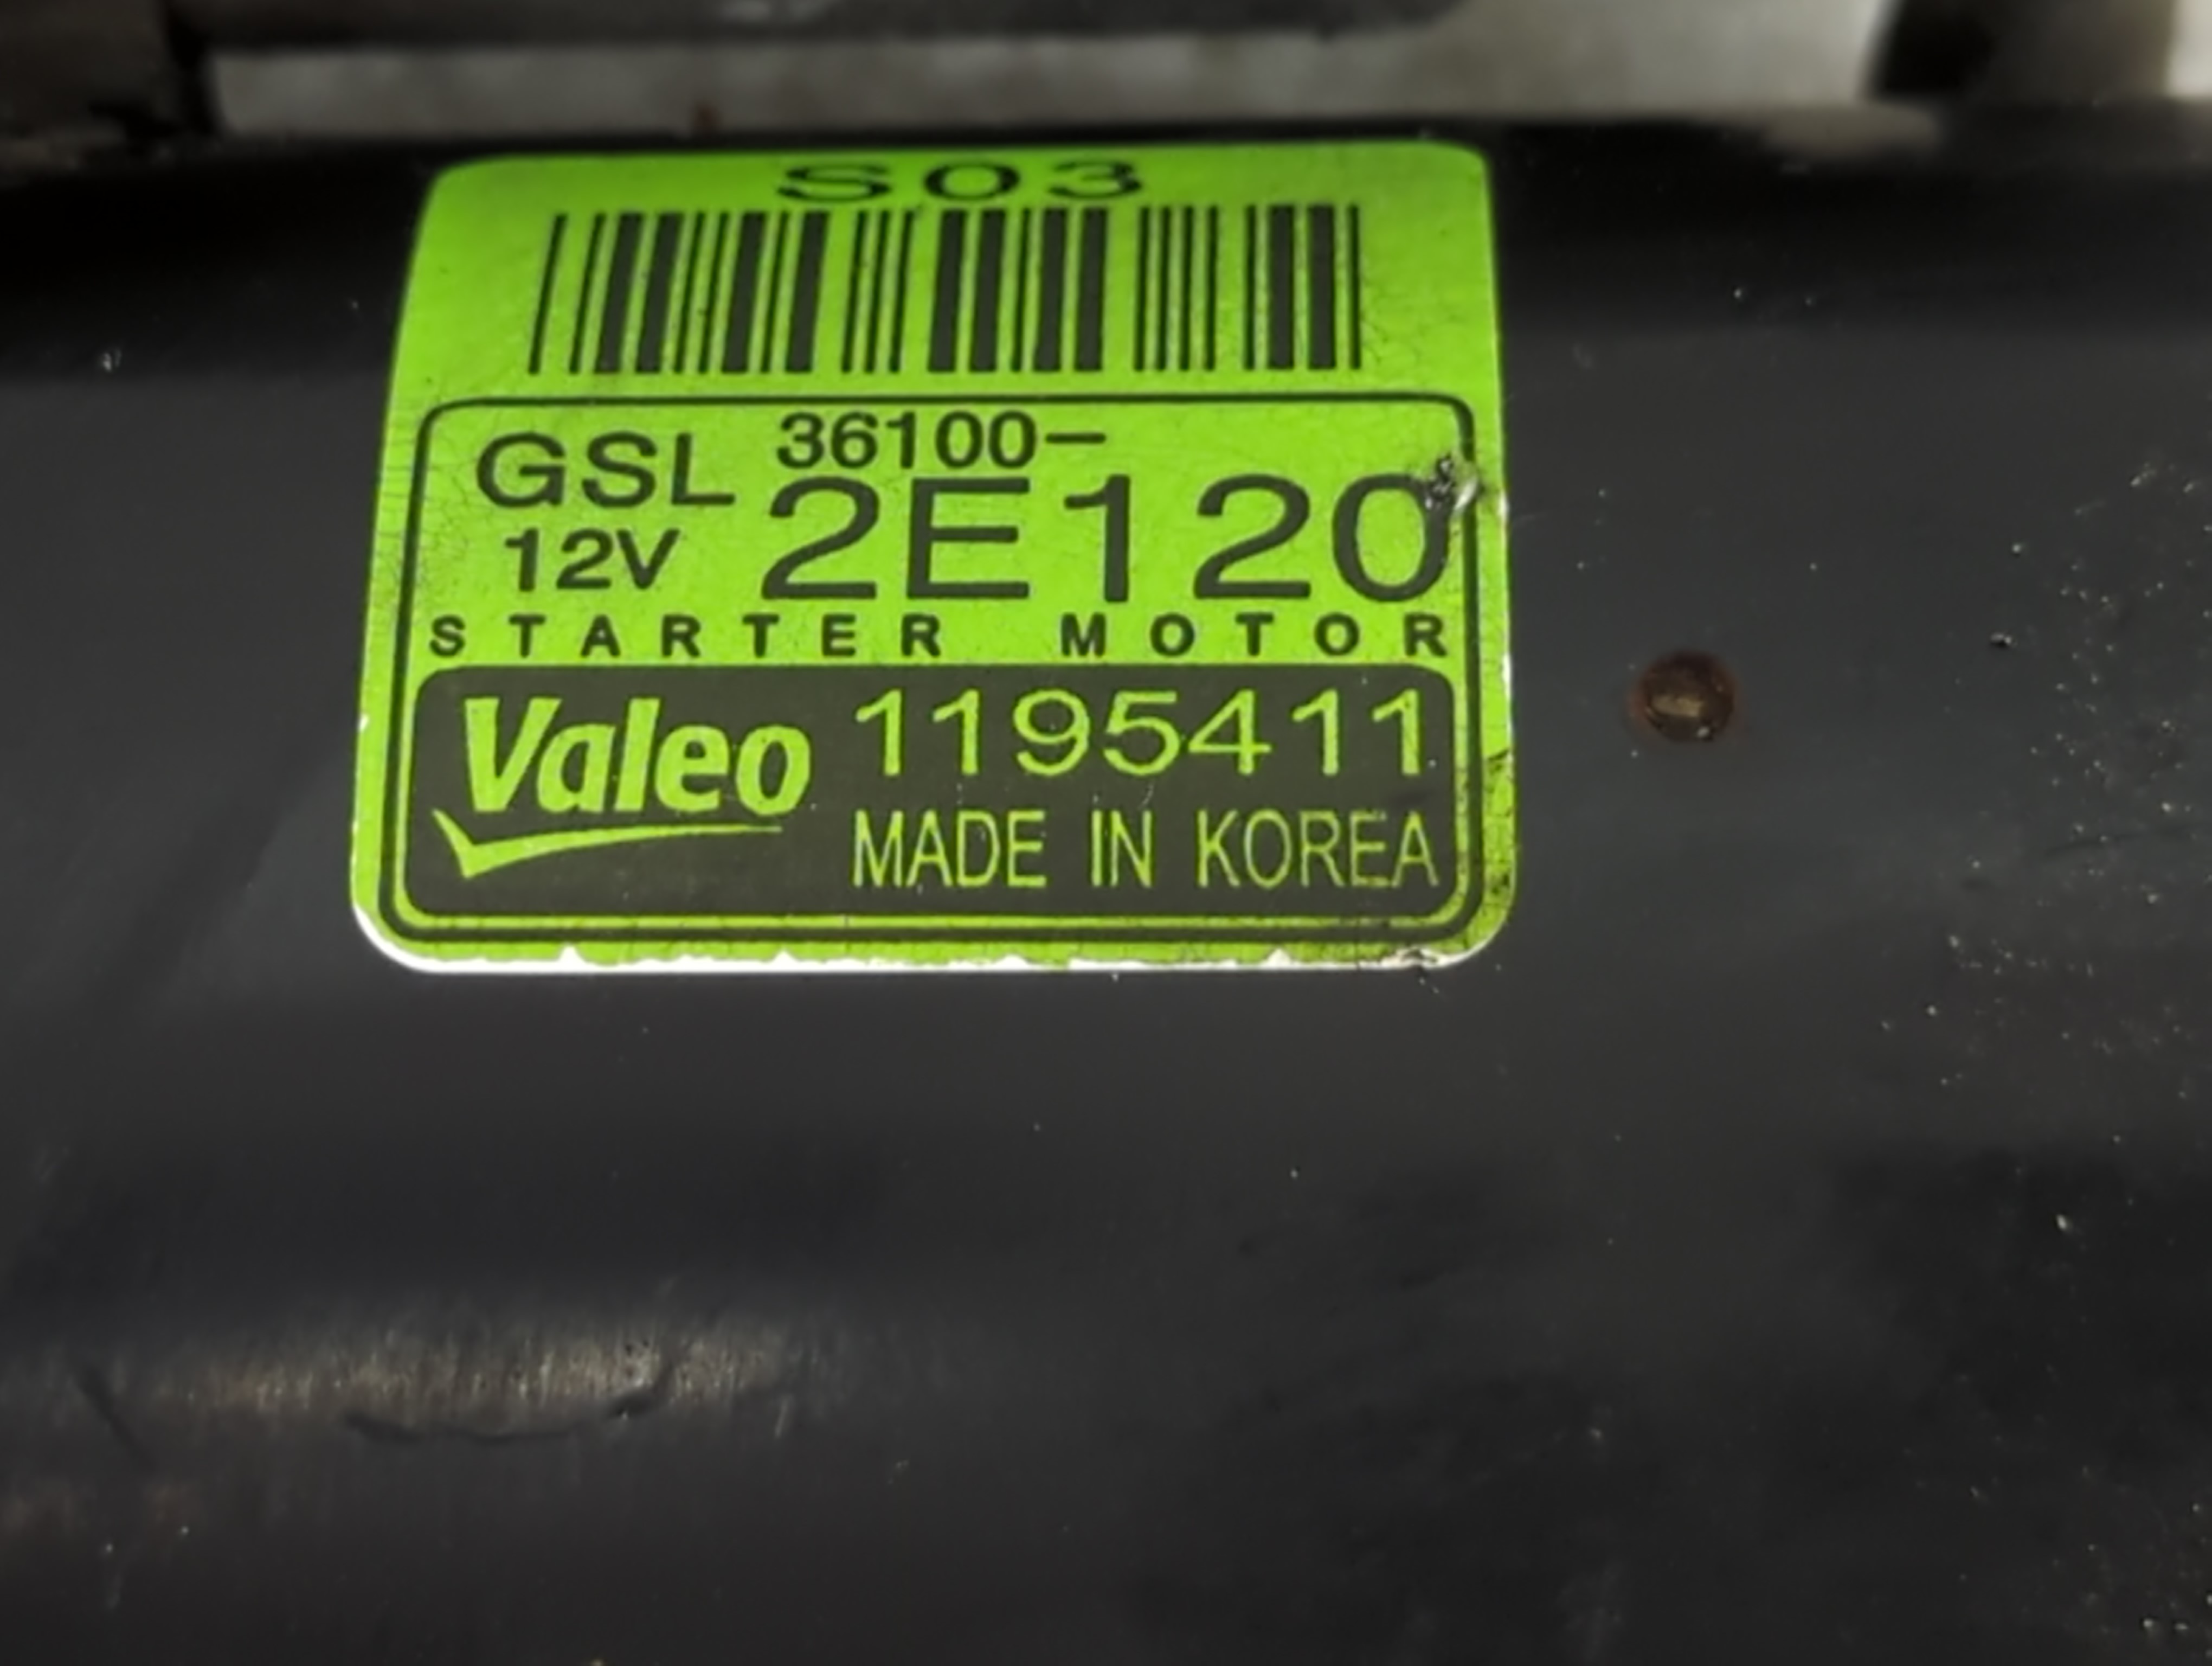 S03
GSL 36100-
12V 2E120
STARTER MOTOR
Valeo 1195411
MADE IN KOREA